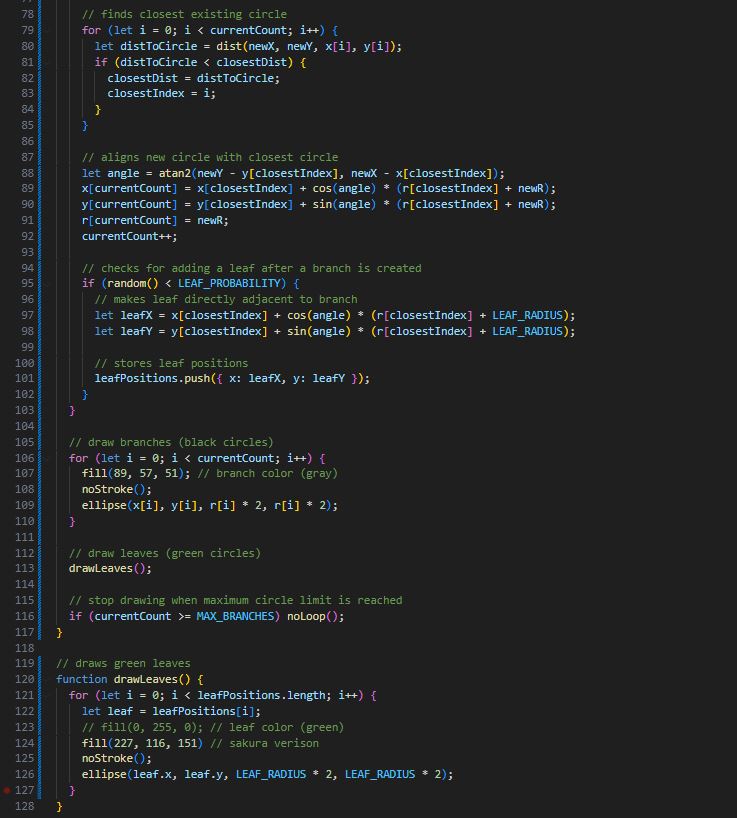 77
78 // finds closest existing circle
79 for (let i = 0; i < currentCount; i++) {
80 let distToCircle = dist(newX, newY, x[i], y[i]);
81 if (distToCircle < closestDist) {
82 closestDist = distToCircle;
83 closestIndex = i;
84 }
85 }
86
87 // aligns new circle with closest circle
88 let angle = atan2(newY - y[closestIndex], newX - x[closestIndex]);
89 x[currentCount] = x[closestIndex] + cos(angle) * (r[closestIndex] + newR);
90 y[currentCount] = y[closestIndex] + sin(angle) * (r[closestIndex] + newR);
91 r[currentCount] = newR;
92 currentCount++;
93
94 // checks for adding a leaf after a branch is created
95 if (random() < LEAF_PROBABILITY) {
96 // makes leaf directly adjacent to branch
97 let leafX = x[closestIndex] + cos(angle) * (r[closestIndex] + LEAF_RADIUS);
98 let leafY = y[closestIndex] + sin(angle) * (r[closestIndex] + LEAF_RADIUS);
99
100 // stores leaf positions
101 leafPositions.push({ x: leafX, y: leafY });
102 }
103 }
104
105 // draw branches (black circles)
106 for (let i = 0; i < currentCount; i++) {
107 fill(89, 57, 51); // branch color (gray)
108 noStroke();
109 ellipse(x[i], y[i], r[i] * 2, r[i] * 2);
110 }
111
112 // draw leaves (green circles)
113 drawLeaves();
114
115 // stop drawing when maximum circle limit is reached
116 if (currentCount >= MAX_BRANCHES) noLoop();
117 }
118
119 // draws green leaves
120 function drawLeaves() {
121 for (let i = 0; i < leafPositions.length; i++) {
122 let leaf = leafPositions[i];
123 // fill(0, 255, 0); // leaf color (green)
124 fill(227, 116, 151) // sakura verison
125 noStroke();
126 ellipse(leaf.x, leaf.y, LEAF_RADIUS * 2, LEAF_RADIUS * 2);
127 }
128 }